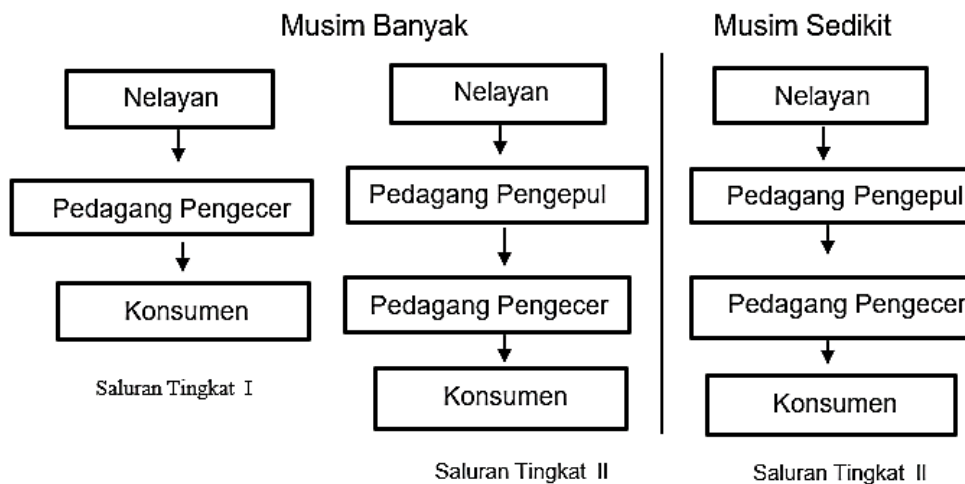 Musim Banyak
Musim Sedikit
Nelayan
Pedagang Pengecer
Konsumen
Saluran Tingkat I
Nelayan
Pedagang Pengepul
Pedagang Pengecer
Konsumen
Saluran Tingkat II
Nelayan
Pedagang Pengepul
Pedagang Pengecer
Konsumen
Saluran Tingkat II